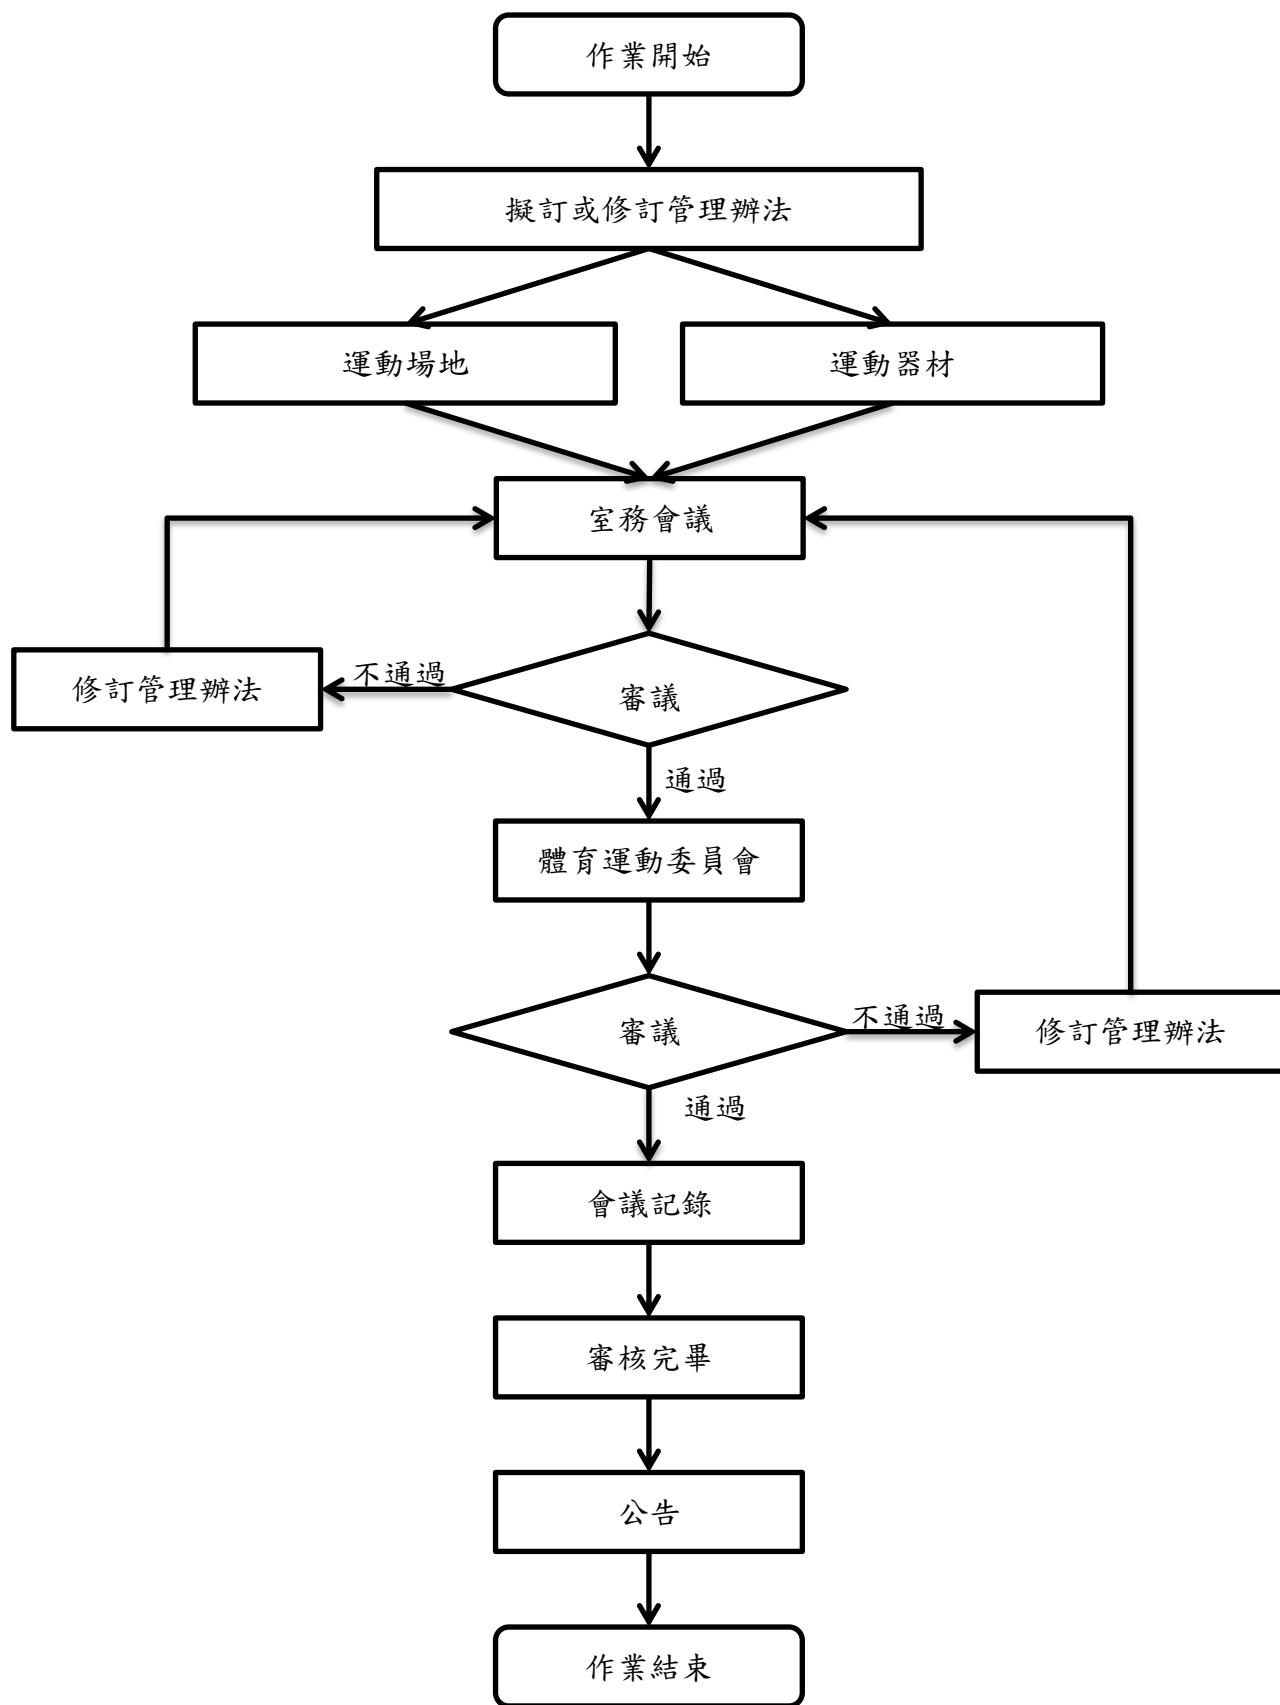 作業開始
擬訂或修訂管理辦法
運動場地
運動器材
室務會議
不通過
修訂管理辦法
審議
通過
體育運動委員會
審議
不通過
修訂管理辦法
通過
會議記錄
審核完畢
公告
作業結束